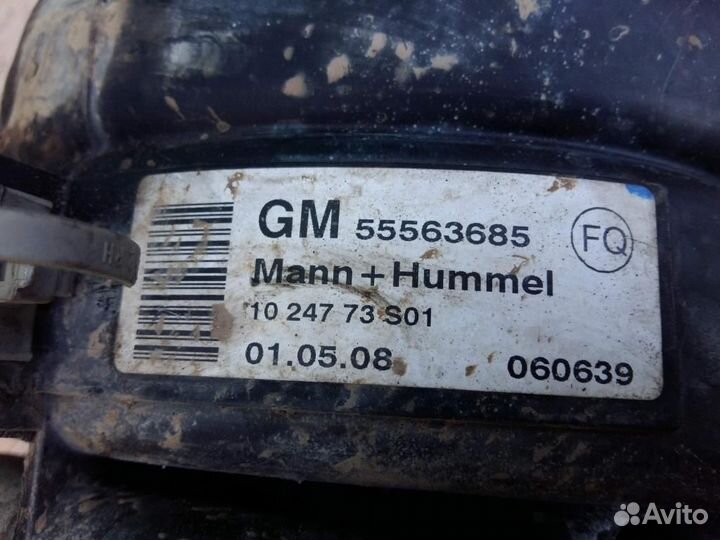 GM 55563685 FQ
Mann+Hummel
10 247 73 S01
01.05.08 060639
Avito